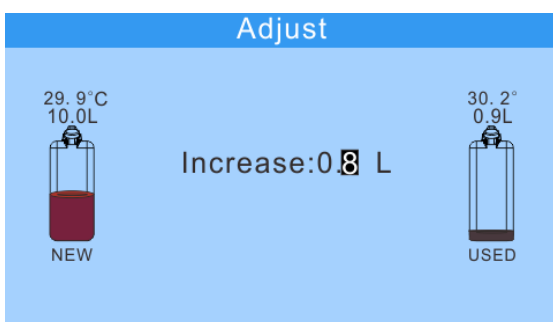 Adjust
29.9°C
10.0L
NEW
Increase:0.8 L
30.2°
0.9L
USED